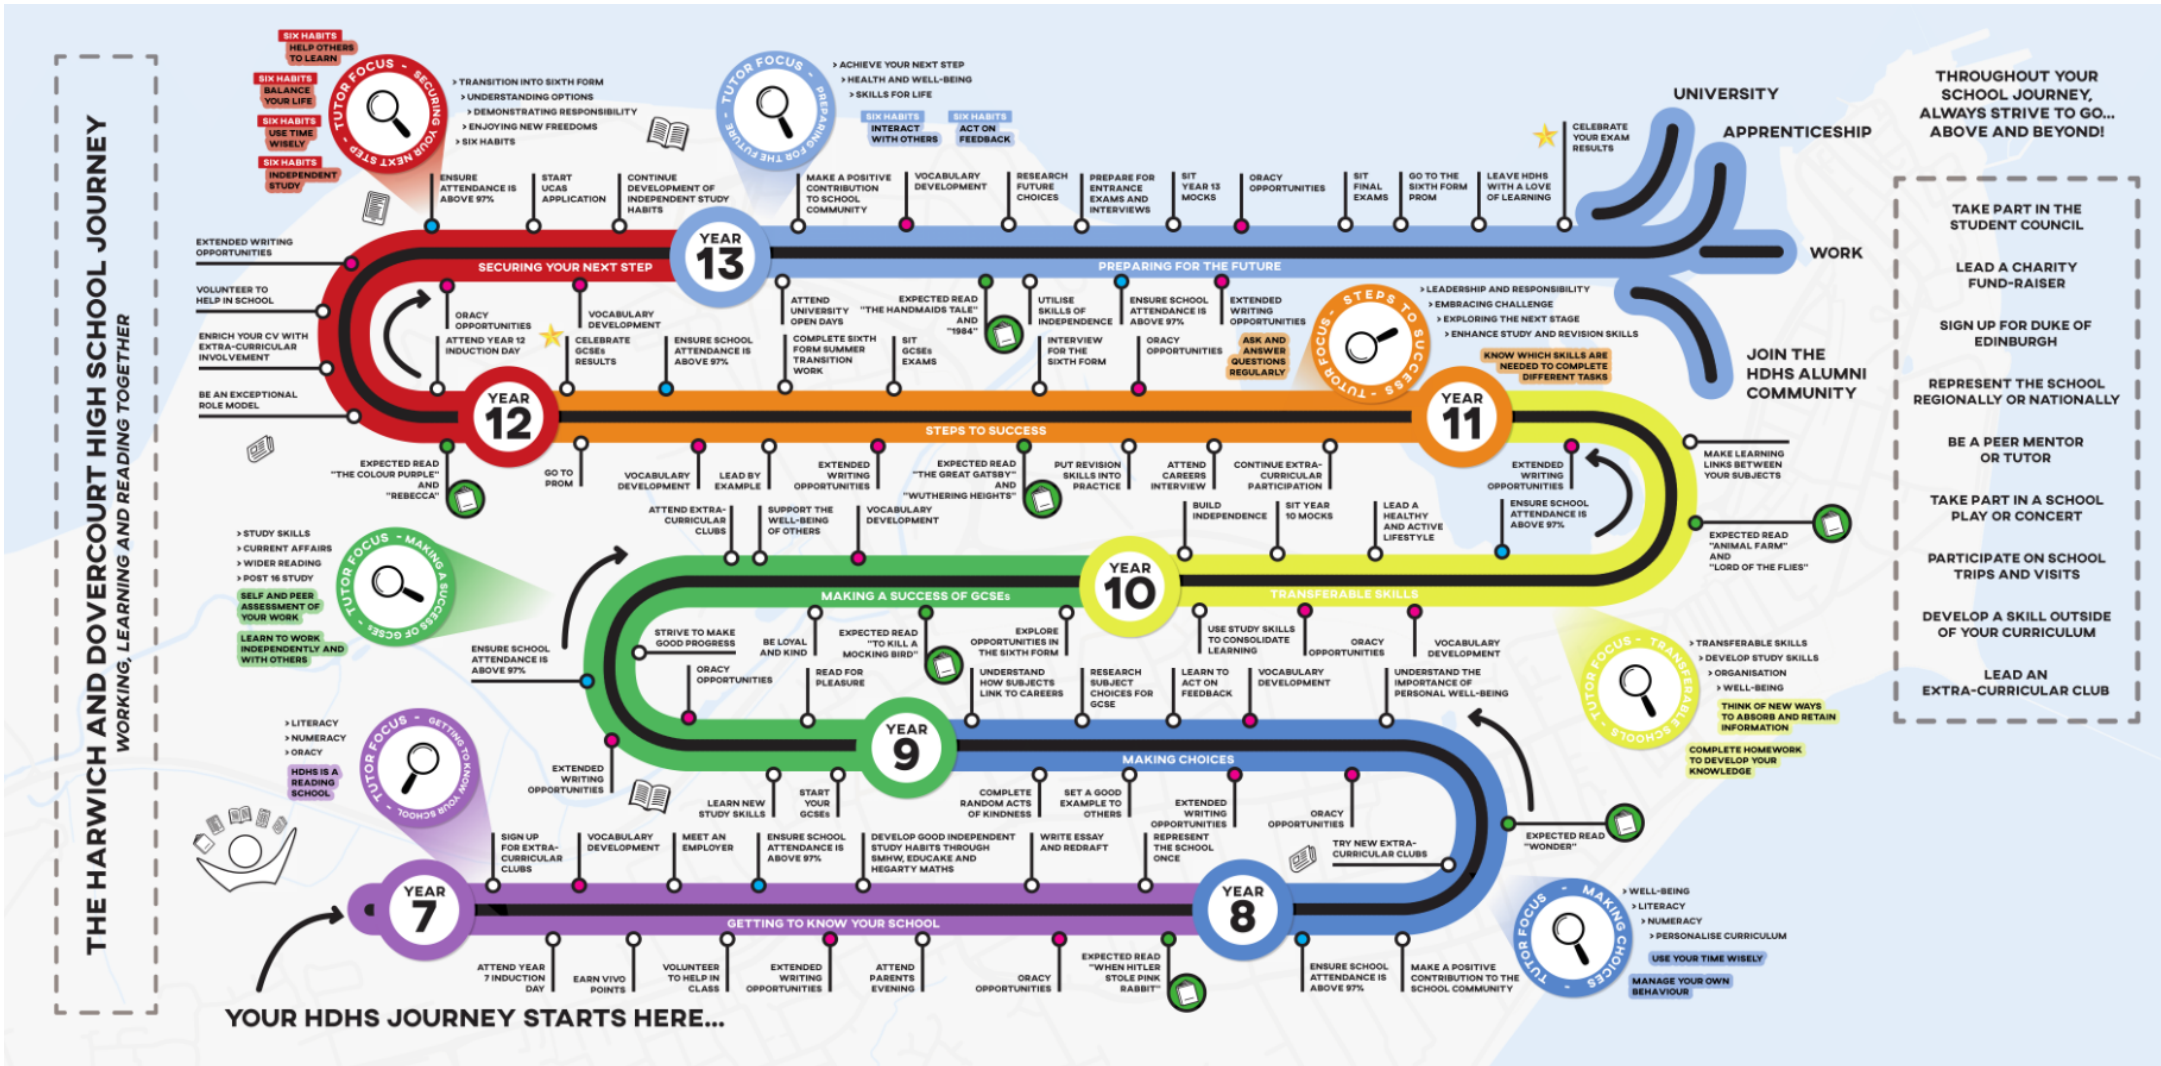 THE HARWICH AND DOVERCOURT HIGH SCHOOL JOURNEY
WORKING, LEARNING AND READING TOGETHER
SIX HABITS
HELP OTHERS
TO LEARN
SIX HABITS
BALANCE
YOUR LIFE
SIX HABITS
USE TIME
WISELY
SIX HABITS
INDEPENDENT
STUDY
TUTOR FOCUS - SECURING YOUR NEXT STEP -
> TRANSITION INTO SIXTH FORM
> UNDERSTANDING OPTIONS
> DEMONSTRATING RESPONSIBILITY
> ENJOYING NEW FREEDOMS
> SIX HABITS
TUTOR FOCUS - PREPARING FOR THE FUTURE -
> ACHIEVE YOUR NEXT STEP
> HEALTH AND WELL-BEING
> SKILLS FOR LIFE
SIX HABITS
INTERACT
WITH OTHERS
SIX HABITS
ACT ON
FEEDBACK
UNIVERSITY
APPRENTICESHIP
WORK
JOIN THE
HDHS ALUMNI
COMMUNITY
THROUGHOUT YOUR
SCHOOL JOURNEY,
ALWAYS STRIVE TO GO...
ABOVE AND BEYOND!
TAKE PART IN THE
STUDENT COUNCIL
LEAD A CHARITY
FUND-RAISER
SIGN UP FOR DUKE OF
EDINBURGH
REPRESENT THE SCHOOL
REGIONALLY OR NATIONALLY
BE A PEER MENTOR
OR TUTOR
TAKE PART IN A SCHOOL
PLAY OR CONCERT
PARTICIPATE ON SCHOOL
TRIPS AND VISITS
DEVELOP A SKILL OUTSIDE
OF YOUR CURRICULUM
LEAD AN
EXTRA-CURRICULAR CLUB
ENSURE
ATTENDANCE IS
ABOVE 97%
START
UCAS
APPLICATION
CONTINUE
DEVELOPMENT OF
INDEPENDENT STUDY
HABITS
MAKE A POSITIVE
CONTRIBUTION
TO SCHOOL
COMMUNITY
VOCABULARY
DEVELOPMENT
RESEARCH
FUTURE
CHOICES
PREPARE FOR
ENTRANCE
EXAMS AND
INTERVIEWS
SIT
YEAR 13
MOCKS
ORACY
OPPORTUNITIES
SIT
FINAL
EXAMS
GO TO THE
SIXTH FORM
PROM
LEAVE HDHS
WITH A LOVE
OF LEARNING
CELEBRATE
YOUR EXAM
RESULTS
EXTENDED WRITING
OPPORTUNITIES
VOLUNTEER TO
HELP IN SCHOOL
ENRICH YOUR CV WITH
EXTRA-CURRICULAR
INVOLVEMENT
BE AN EXCEPTIONAL
ROLE MODEL
SECURING YOUR NEXT STEP
YEAR
13
PREPARING FOR THE FUTURE
ORACY
OPPORTUNITIES
VOCABULARY
DEVELOPMENT
ATTEND
UNIVERSITY
OPEN DAYS
EXPECTED READ
"THE HANDMAIDS TALE"
AND
"1984"
UTILISE
SKILLS OF
INDEPENDENCE
ENSURE SCHOOL
ATTENDANCE IS
ABOVE 97%
EXTENDED
WRITING
OPPORTUNITIES
ATTEND YEAR 12
INDUCTION DAY
CELEBRATE
GCSEs
RESULTS
ENSURE SCHOOL
ATTENDANCE IS
ABOVE 97%
COMPLETE SIXTH
FORM SUMMER
TRANSITION
WORK
SIT
GCSEs
EXAMS
INTERVIEW
FOR THE
SIXTH FORM
ORACY
OPPORTUNITIES
ASK AND
ANSWER
QUESTIONS
REGULARLY
TUTOR FOCUS - STEPS TO SUCCESS -
> LEADERSHIP AND RESPONSIBILITY
> EMBRACING CHALLENGE
> EXPLORING THE NEXT STAGE
> ENHANCE STUDY AND REVISION SKILLS
KNOW WHICH SKILLS ARE
NEEDED TO COMPLETE
DIFFERENT TASKS
YEAR
12
STEPS TO SUCCESS
YEAR
11
EXPECTED READ
"THE COLOUR PURPLE"
AND
"REBECCA"
GO TO
PROM
VOCABULARY
DEVELOPMENT
LEAD BY
EXAMPLE
EXTENDED
WRITING
OPPORTUNITIES
EXPECTED READ
"THE GREAT GATSBY"
AND
"WUTHERING HEIGHTS"
PUT REVISION
SKILLS INTO
PRACTICE
ATTEND
CAREERS
INTERVIEW
CONTINUE EXTRA-
CURRICULAR
PARTICIPATION
EXTENDED
WRITING
OPPORTUNITIES
MAKE LEARNING
LINKS BETWEEN
YOUR SUBJECTS
EXPECTED READ
"ANIMAL FARM"
AND
"LORD OF THE FLIES"
ATTEND EXTRA-
CURRICULAR
CLUBS
SUPPORT THE
WELL-BEING
OF OTHERS
VOCABULARY
DEVELOPMENT
BUILD
INDEPENDENCE
SIT YEAR
10 MOCKS
LEAD A
HEALTHY
AND ACTIVE
LIFESTYLE
ENSURE SCHOOL
ATTENDANCE IS
ABOVE 97%
> STUDY SKILLS
> CURRENT AFFAIRS
> WIDER READING
> POST 16 STUDY
SELF AND PEER
ASSESSMENT OF
YOUR WORK
LEARN TO WORK
INDEPENDENTLY AND
WITH OTHERS
TUTOR FOCUS - MAKING A SUCCESS OF GCSEs -
MAKING A SUCCESS OF GCSEs
YEAR
10
TRANSFERABLE SKILLS
ENSURE SCHOOL
ATTENDANCE IS
ABOVE 97%
STRIVE TO MAKE
GOOD PROGRESS
BE LOYAL
AND KIND
EXPECTED READ
"TO KILL A
MOCKING BIRD"
EXPLORE
OPPORTUNITIES IN
THE SIXTH FORM
USE STUDY SKILLS
TO CONSOLIDATE
LEARNING
ORACY
OPPORTUNITIES
VOCABULARY
DEVELOPMENT
TUTOR FOCUS - TRANSFERABLE SCHOOLS -
> TRANSFERABLE SKILLS
> DEVELOP STUDY SKILLS
> ORGANISATION
> WELL-BEING
THINK OF NEW WAYS
TO ABSORB AND RETAIN
INFORMATION
COMPLETE HOMEWORK
TO DEVELOP YOUR
KNOWLEDGE
ORACY
OPPORTUNITIES
READ FOR
PLEASURE
UNDERSTAND
HOW SUBJECTS
LINK TO CAREERS
RESEARCH
SUBJECT
CHOICES FOR
GCSE
LEARN TO
ACT ON
FEEDBACK
VOCABULARY
DEVELOPMENT
UNDERSTAND THE
IMPORTANCE OF
PERSONAL WELL-BEING
> LITERACY
> NUMERACY
> ORACY
HDHS IS A
READING
SCHOOL
TUTOR FOCUS - GETTING TO KNOW YOUR SCHOOL -
YEAR
9
MAKING CHOICES
EXTENDED
WRITING
OPPORTUNITIES
LEARN NEW
STUDY SKILLS
START
YOUR
GCSEs
COMPLETE
RANDOM ACTS
OF KINDNESS
SET A GOOD
EXAMPLE TO
OTHERS
EXTENDED
WRITING
OPPORTUNITIES
ORACY
OPPORTUNITIES
TRY NEW EXTRA-
CURRICULAR CLUBS
EXPECTED READ
"WONDER"
SIGN UP
FOR EXTRA-
CURRICULAR
CLUBS
VOCABULARY
DEVELOPMENT
MEET AN
EMPLOYER
ENSURE SCHOOL
ATTENDANCE IS
ABOVE 97%
DEVELOP GOOD INDEPENDENT
STUDY HABITS THROUGH
SMHW, EDUCAKE AND
HEGARTY MATHS
WRITE ESSAY
AND REDRAFT
REPRESENT
THE SCHOOL
ONCE
YEAR
7
GETTING TO KNOW YOUR SCHOOL
YEAR
8
TUTOR FOCUS - MAKING CHOICES -
> WELL-BEING
> LITERACY
> NUMERACY
> PERSONALISE CURRICULUM
USE YOUR TIME WISELY
MANAGE YOUR OWN
BEHAVIOUR
ATTEND YEAR
7 INDUCTION
DAY
EARN VIVO
POINTS
VOLUNTEER
TO HELP IN
CLASS
EXTENDED
WRITING
OPPORTUNITIES
ATTEND
PARENTS
EVENING
ORACY
OPPORTUNITIES
EXPECTED READ
"WHEN HITLER
STOLE PINK
RABBIT"
ENSURE SCHOOL
ATTENDANCE IS
ABOVE 97%
MAKE A POSITIVE
CONTRIBUTION TO THE
SCHOOL COMMUNITY
YOUR HDHS JOURNEY STARTS HERE...